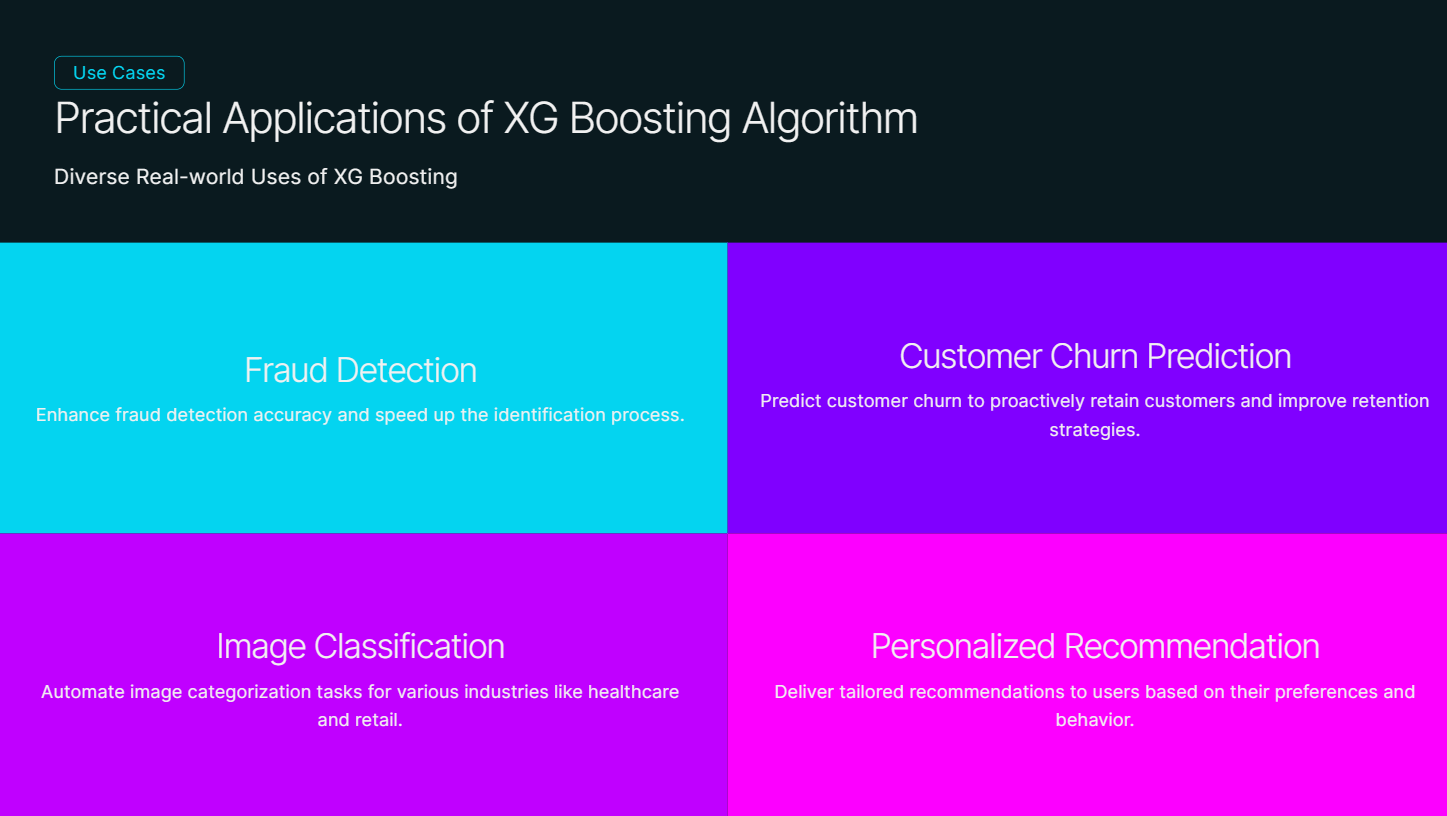 Use Cases
Practical Applications of XG Boosting Algorithm
Diverse Real-world Uses of XG Boosting
Fraud Detection
Enhance fraud detection accuracy and speed up the identification process.
Customer Churn Prediction
Predict customer churn to proactively retain customers and improve retention
strategies.
Image Classification
Automate image categorization tasks for various industries like healthcare
and retail.
Personalized Recommendation
Deliver tailored recommendations to users based on their preferences and
behavior.